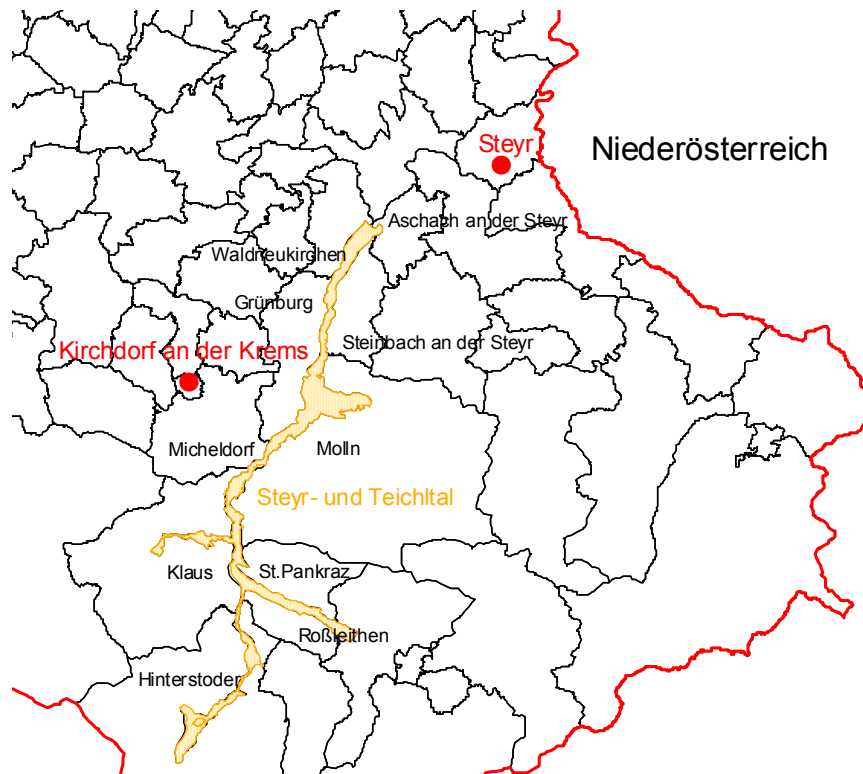 Steyr
Niederösterreich
Aschach an der Steyr
Waldneukirchen
Grünburg
Steinbach an der Steyr
Kirchdorf an der Krems
Micheldorf
Molln
Steyr- und Teichltal
Klaus
St.Pankraz
Roßleithen
Hinterstoder